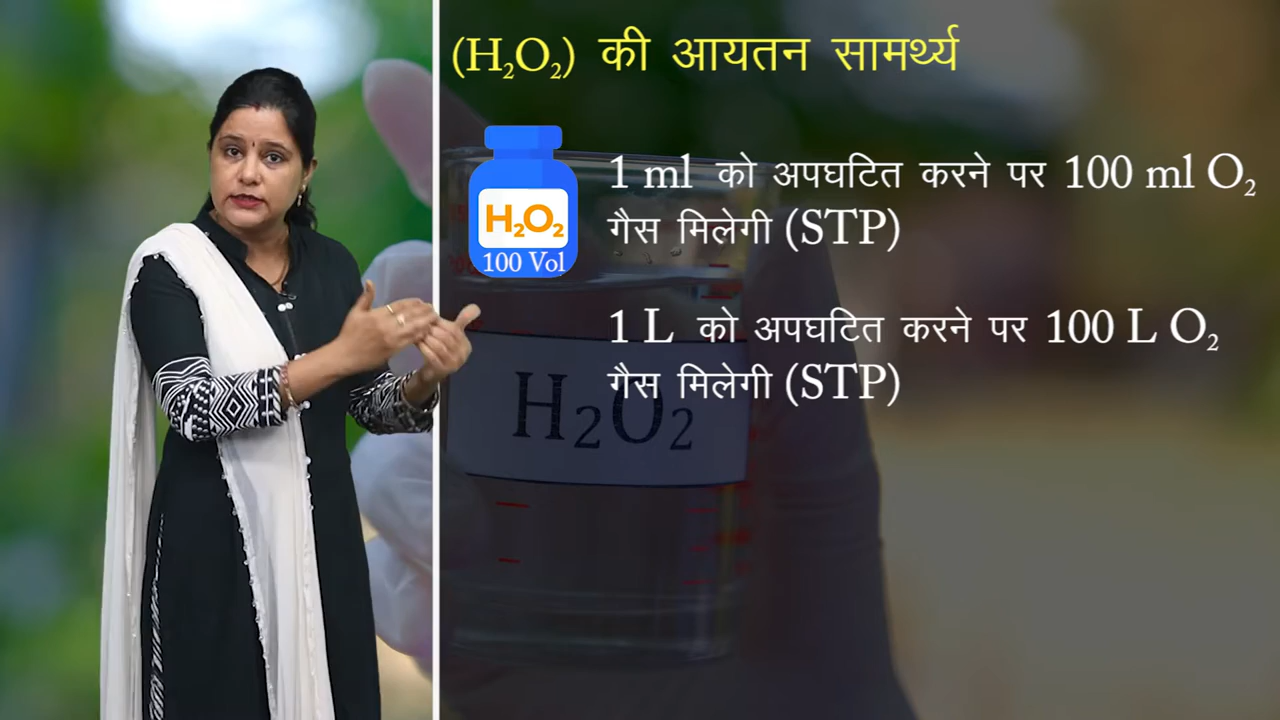 (H₂O₂) की आयतन सामर्थ्य
H₂O₂
100 Vol
1 ml को अपघटित करने पर 100 ml O₂
गैस मिलेगी (STP)
1 L को अपघटित करने पर 100 L O₂
गैस मिलेगी (STP)
H₂O₂